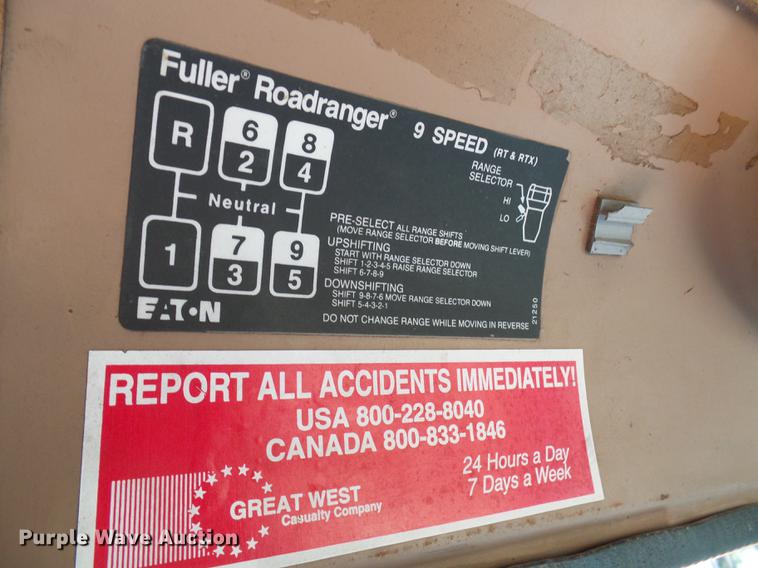 Fuller® Roadranger® 9 SPEED (RT & RTX)
R 6 8
2 4
Neutral
1 7 9
3 5
RANGE
SELECTOR
HI
LO
PRE-SELECT ALL RANGE SHIFTS
(MOVE RANGE SELECTOR BEFORE MOVING SHIFT LEVER)
UPSHIFTING
START WITH RANGE SELECTOR DOWN
SHIFT 1-2-3-4-5 RAISE RANGE SELECTOR
SHIFT 6-7-8-9
DOWNSHIFTING
SHIFT 9-8-7-6 MOVE RANGE SELECTOR DOWN
SHIFT 5-4-3-2-1
DO NOT CHANGE RANGE WHILE MOVING IN REVERSE
21250
EATON
REPORT ALL ACCIDENTS IMMEDIATELY!
USA 800-228-8040
CANADA 800-833-1846
24 Hours a Day
7 Days a Week
GREAT WEST
Casualty Company
Purple Wave Auction